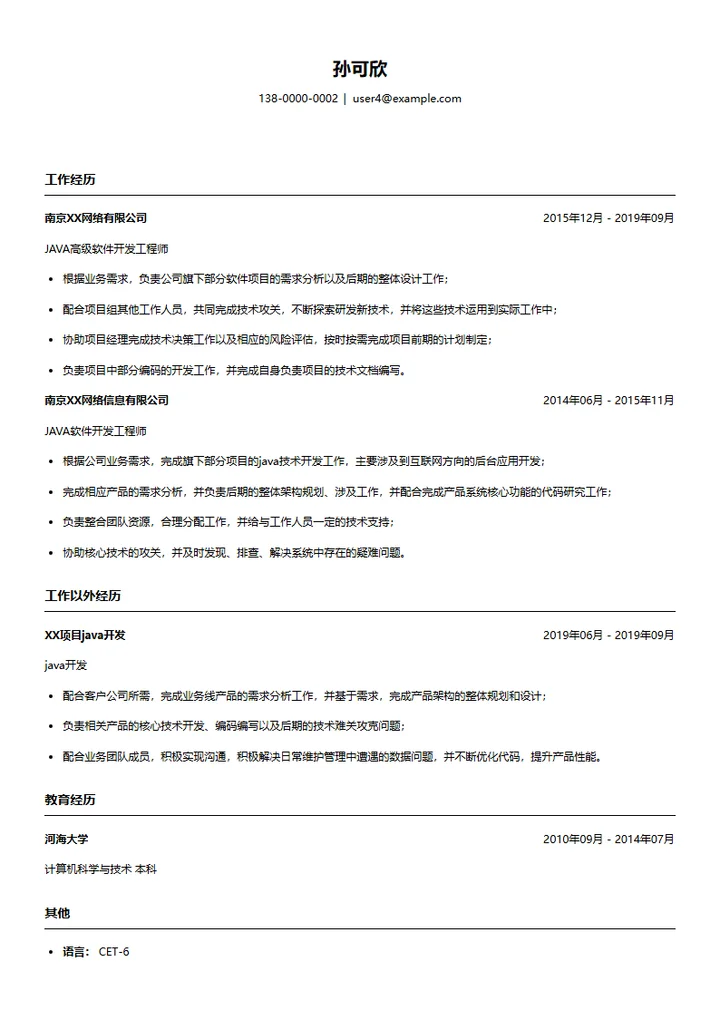 孙可欣
138-0000-0002 | user4@example.com
工作经历
南京XX网络有限公司 2015年12月 - 2019年09月
JAVA高级软件开发工程师
• 根据业务需求，负责公司旗下部分软件项目的需求分析以及后期的整体设计工作；
• 配合项目组其他工作人员，共同完成技术攻关，不断探索研发新技术，并将这些技术运用到实际工作中；
• 协助项目经理完成技术决策工作以及相应的风险评估，按时按需完成项目前期的计划制定；
• 负责项目中部分编码的开发工作，并完成自身负责项目的技术文档编写。
南京XX网络信息有限公司 2014年06月 - 2015年11月
JAVA软件开发工程师
• 根据公司业务需求，完成旗下部分项目的java技术开发工作，主要涉及到互联网方向的后台应用开发；
• 完成相应产品的需求分析，并负责后期的整体架构规划、涉及工作，并配合完成产品系统核心功能的代码研究工作；
• 负责整合团队资源，合理分配工作，并给与工作人员一定的技术支持；
• 协助核心技术的攻关，并及时发现、排查、解决系统中存在的疑难问题。
工作以外经历
XX项目java开发 2019年06月 - 2019年09月
java开发
• 配合客户公司所需，完成业务线产品的需求分析工作，并基于需求，完成产品架构的整体规划和设计；
• 负责相关产品的核心技术开发、编码编写以及后期的技术难关攻克问题；
• 配合业务团队成员，积极实现沟通，积极解决日常维护管理中遭遇的数据问题，并不断优化代码，提升产品性能。
教育经历
河海大学 2010年09月 - 2014年07月
计算机科学与技术 本科
其他
• 语言： CET-6